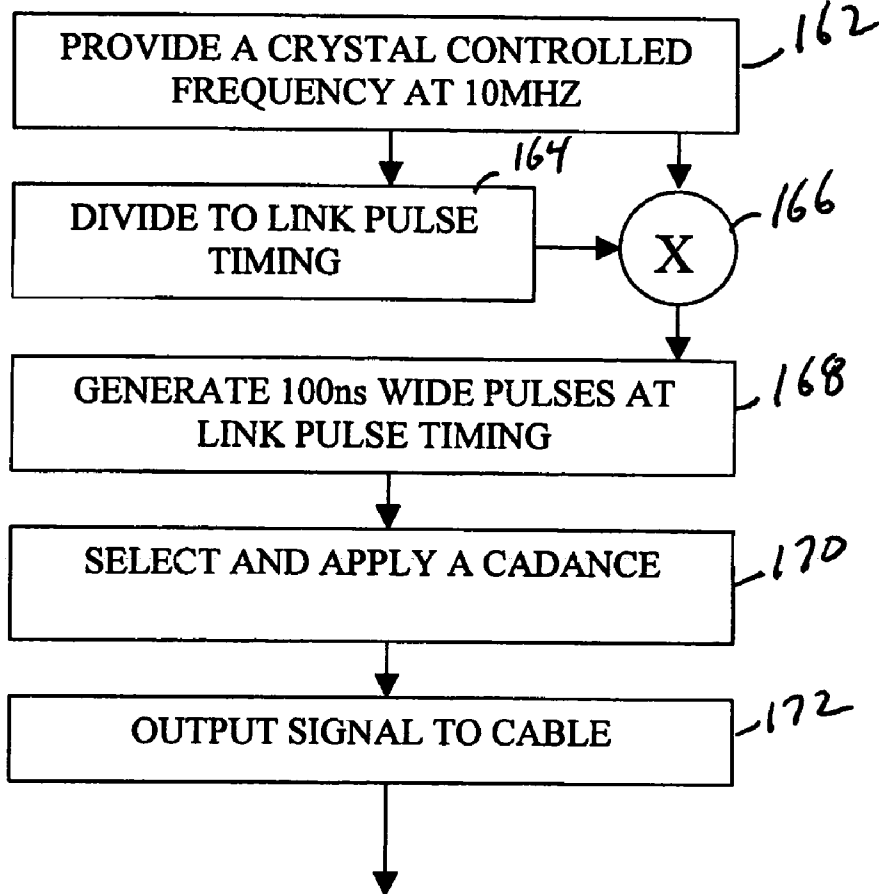 PROVIDE A CRYSTAL CONTROLLED
FREQUENCY AT 10MHZ
162
164
DIVIDE TO LINK PULSE
TIMING
X
166
GENERATE 100ns WIDE PULSES AT
LINK PULSE TIMING
168
SELECT AND APPLY A CADANCE
170
OUTPUT SIGNAL TO CABLE
172